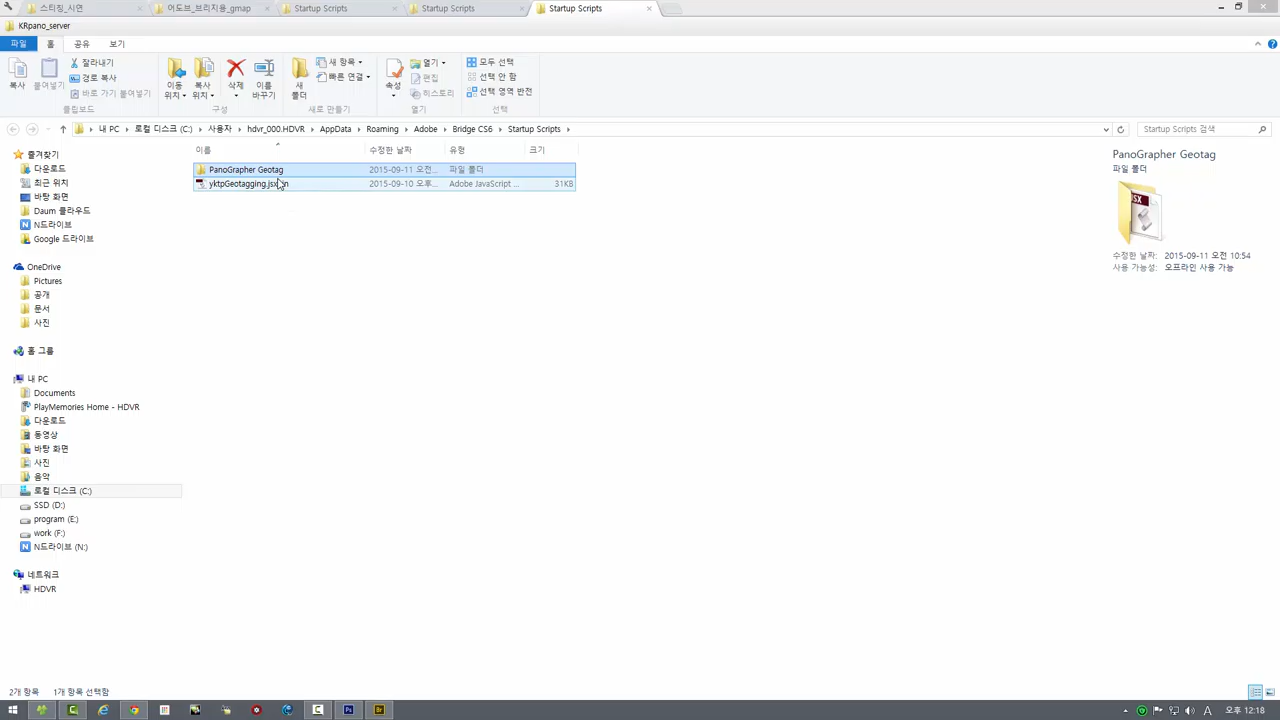 스티칭_시연
어도브_브리지용_gmap
Startup Scripts
Startup Scripts
Startup Scripts
KRpano_server
파일
홈
공유
보기
복사
붙여넣기
잘라내기
경로 복사
바로 가기 붙여넣기
클립보드
이동 위치
복사 위치
삭제
이름 바꾸기
구성
새 폴더
새 항목
빠른 연결
새로 만들기
속성
열기
편집
히스토리
열기
모두 선택
선택 안 함
선택 영역 반전
선택
내 PC
로컬 디스크 (C:)
사용자
hdvr_000.HDVR
AppData
Roaming
Adobe
Bridge CS6
Startup Scripts
Startup Scripts 검색
이름
수정한 날짜
유형
크기
PanoGrapher Geotag
2015-09-11 오전...
파일 폴더
2015-09-10 오후...
Adobe JavaScript ...
31KB
즐겨찾기
다운로드
최근 위치
바탕 화면
Daum 클라우드
N드라이브
Google 드라이브
OneDrive
Pictures
공개
문서
사진
홈 그룹
내 PC
Documents
PlayMemories Home - HDVR
다운로드
동영상
바탕 화면
사진
음악
로컬 디스크 (C:)
SSD (D:)
program (E:)
work (F:)
N드라이브 (N:)
네트워크
HDVR
PanoGrapher Geotag
파일 폴더
JSX
수정한 날짜: 2015-09-11 오전 10:54
사용 가능성: 오프라인 사용 가능
2개 항목
1개 항목 선택함
Ps
Br
A
오후 12:18